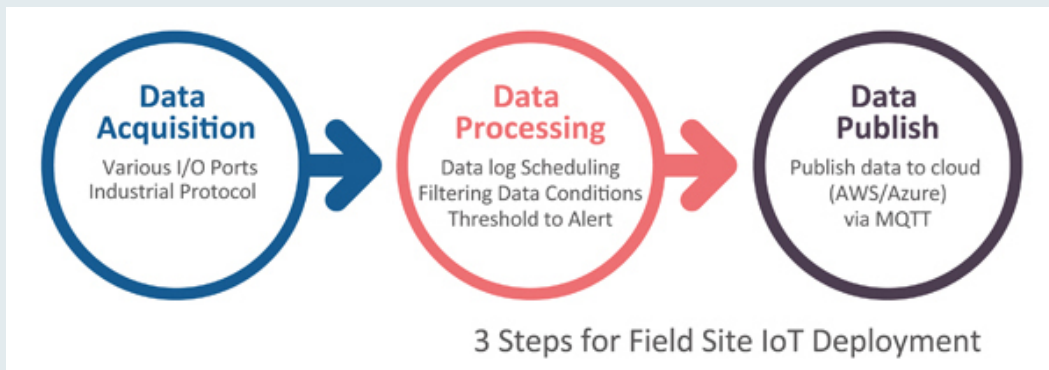 Data
Acquisition
Various I/O Ports
Industrial Protocol
Data
Processing
Data log Scheduling
Filtering Data Conditions
Threshold to Alert
Data
Publish
Publish data to cloud
(AWS/Azure)
via MQTT
3 Steps for Field Site IoT Deployment